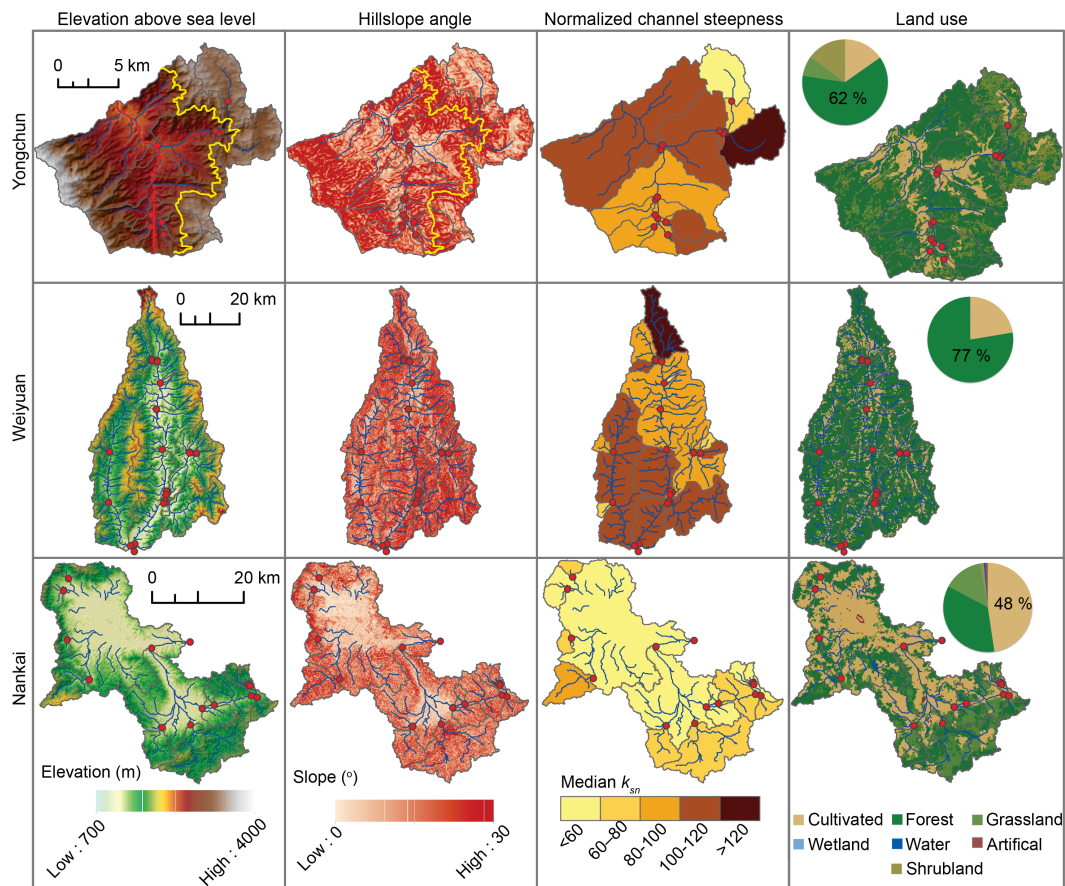 Elevation above sea level
Hillslope angle
Normalized channel steepness
Land use
Yongchun
0 5 km
62 %
Weiyuan
0 20 km
77 %
Nankai
0 20 km
48 %
Elevation (m)
Low : 700
High : 4000
Slope (o)
Low : 0
High : 30
Median ksn
<60
60–80
80-100
100-120
>120
Cultivated
Forest
Grassland
Wetland
Water
Artifical
Shrubland